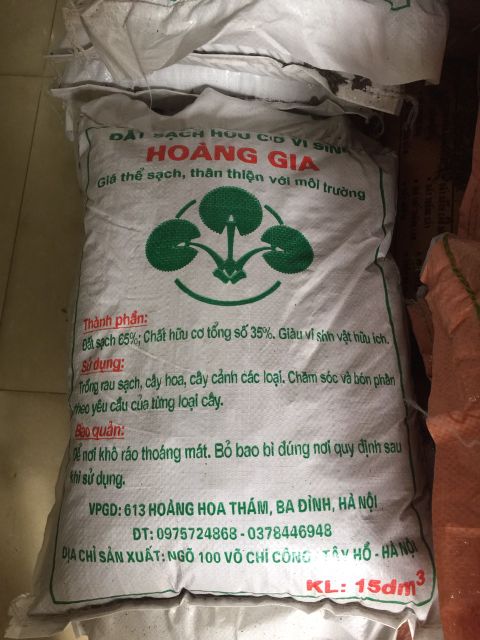 ĐẤT SẠCH HỮU CƠ VI SINH
HOÀNG GIA
Giá thể sạch, thân thiện với môi trường
Thành phần:
Đất sạch 65%; Chất hữu cơ tổng số 35%. Giàu vi sinh vật hữu ích.
Sử dụng:
Trồng rau sạch, cây hoa, cây cảnh các loại. Chăm sóc và bón phân
theo yêu cầu của từng loại cây.
Bảo quản:
Để nơi khô ráo thoáng mát. Bỏ bao bì đúng nơi quy định sau
khi sử dụng.
VPGD: 613 HOÀNG HOA THÁM, BA ĐÌNH, HÀ NỘI
ĐT: 0975724868 - 0378446948
ĐỊA CHỈ SẢN XUẤT: NGÕ 100 VÕ CHÍ CÔNG - TÂY HỒ - HÀ NỘI
KL: 15dm³